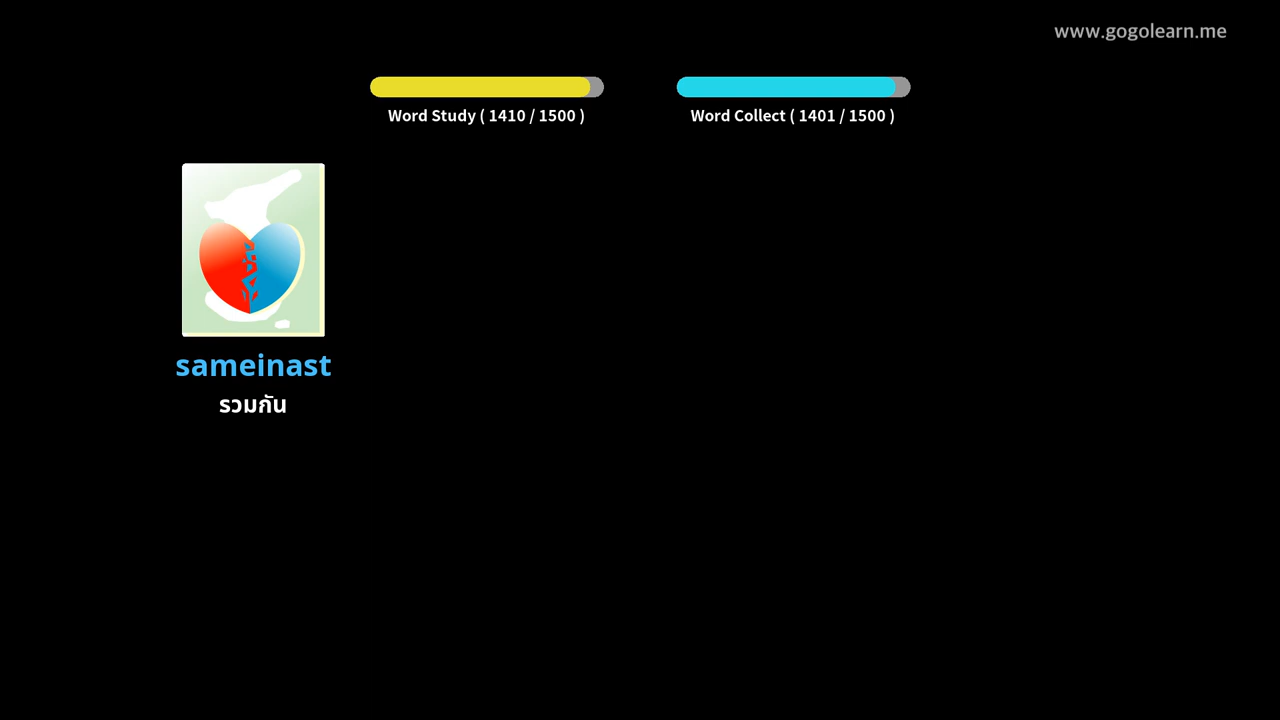 www.gogolearn.me
Word Study ( 1410 / 1500 )
Word Collect ( 1401 / 1500 )
sameinast
รวมกัน